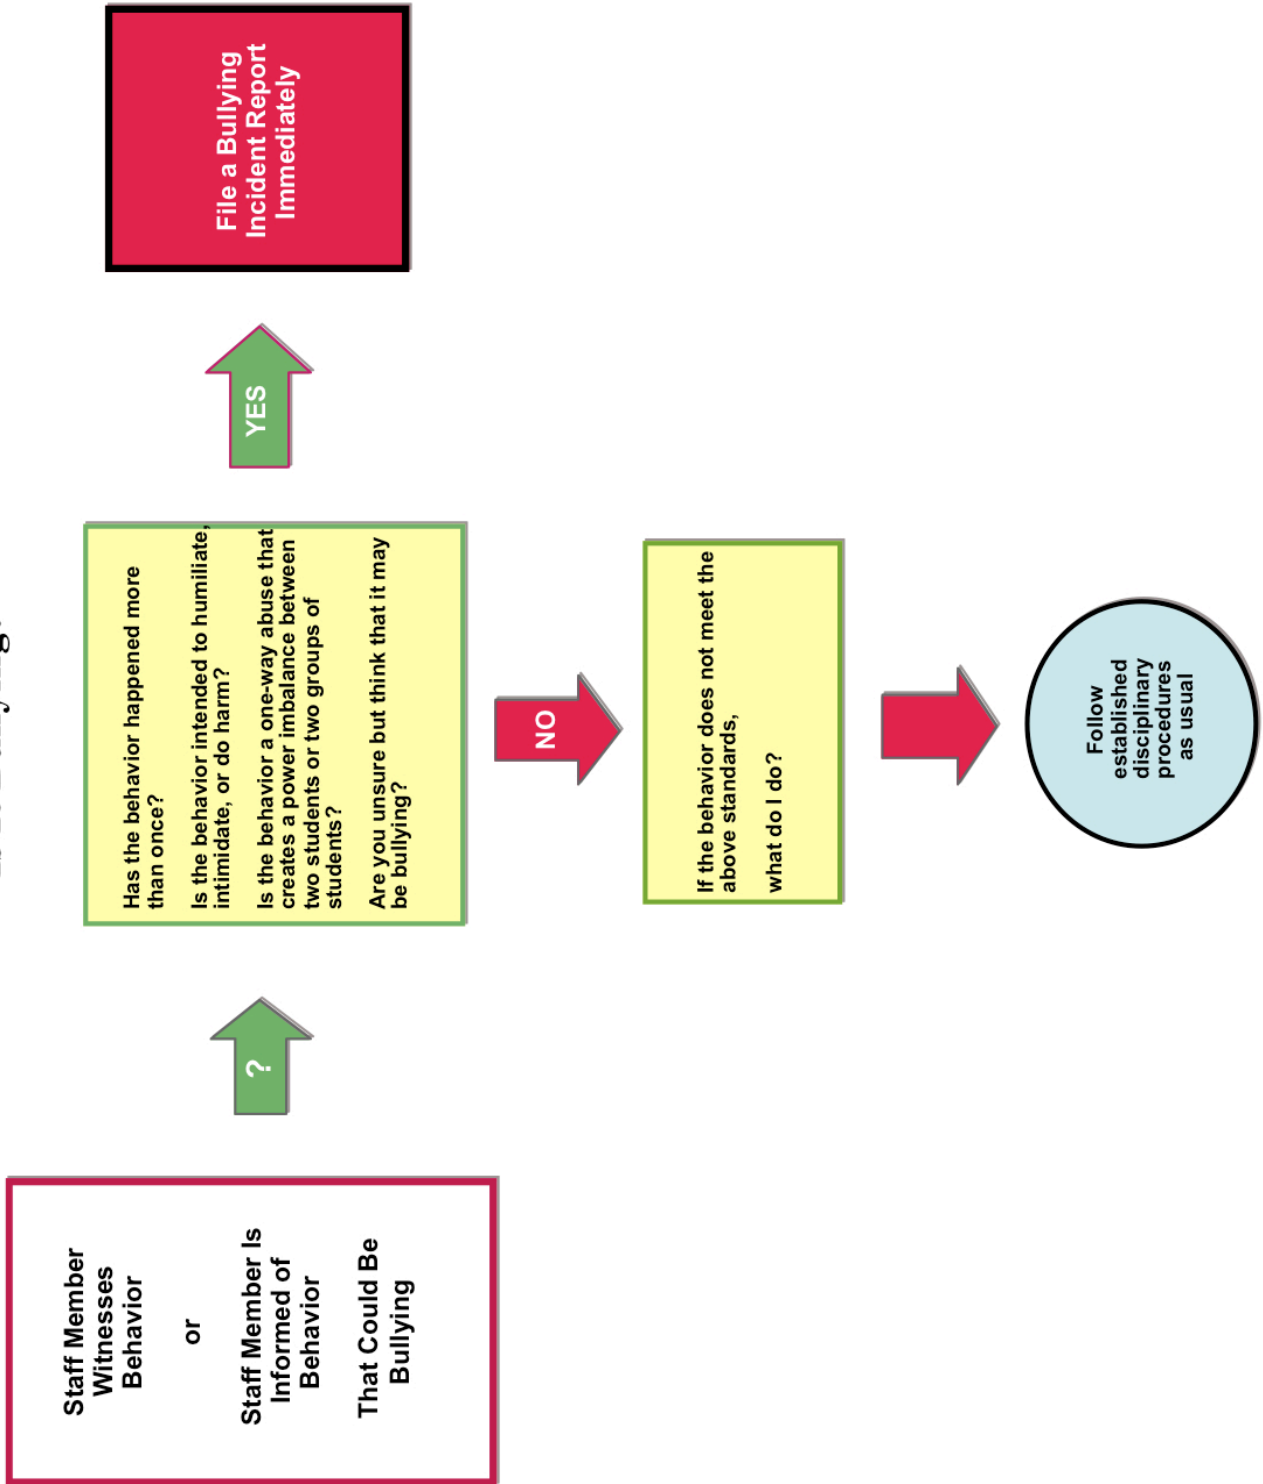 Staff Member
Witnesses
Behavior
or
Staff Member Is
Informed of
Behavior
That Could Be
Bullying
?
Has the behavior happened more
than once?
Is the behavior intended to humiliate,
intimidate, or do harm?
Is the behavior a one-way abuse that
creates a power imbalance between
two students or two groups of
students?
Are you unsure but think that it may
be bullying?
YES
File a Bullying
Incident Report
Immediately
NO
If the behavior does not meet the
above standards,
what do I do?
Follow
established
disciplinary
procedures
as usual